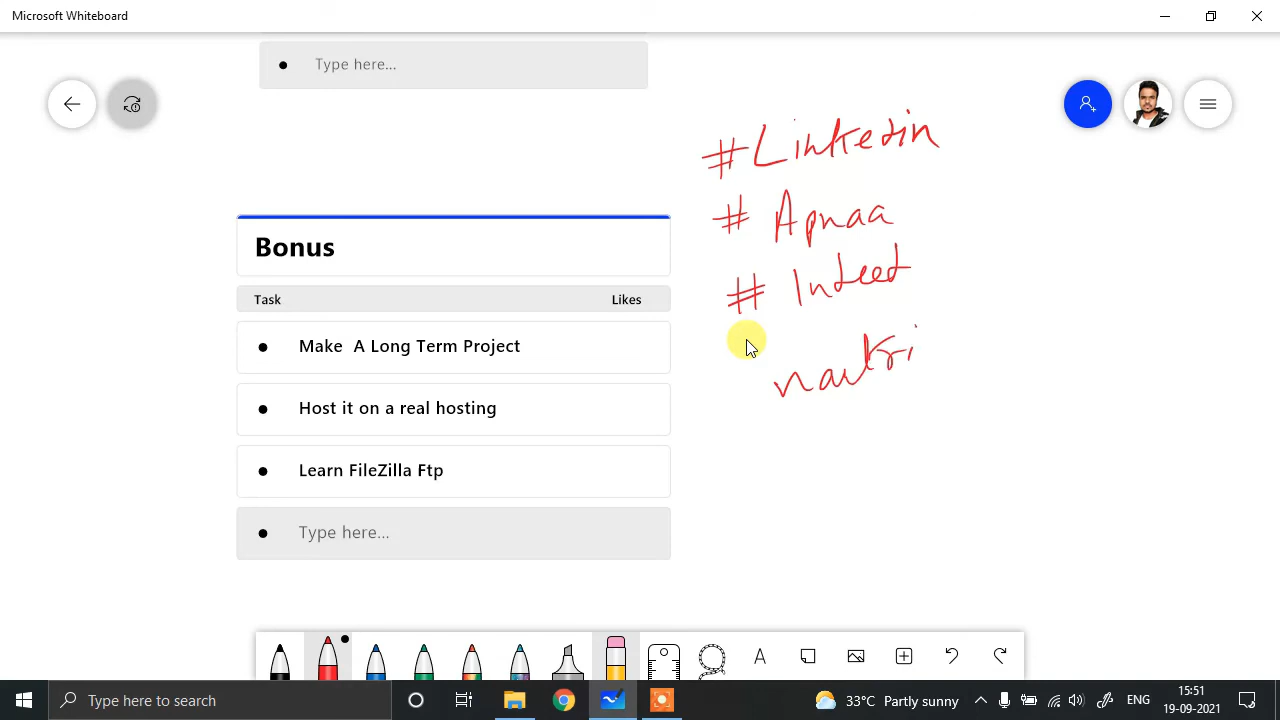 Microsoft Whiteboard
Type here...
#Linkedin
# Apnaa
# Indeed
naukri
Bonus
Task Likes
Make A Long Term Project
Host it on a real hosting
Learn FileZilla Ftp
Type here...
A
Type here to search
33°C Partly sunny
ENG
15:51
19-09-2021